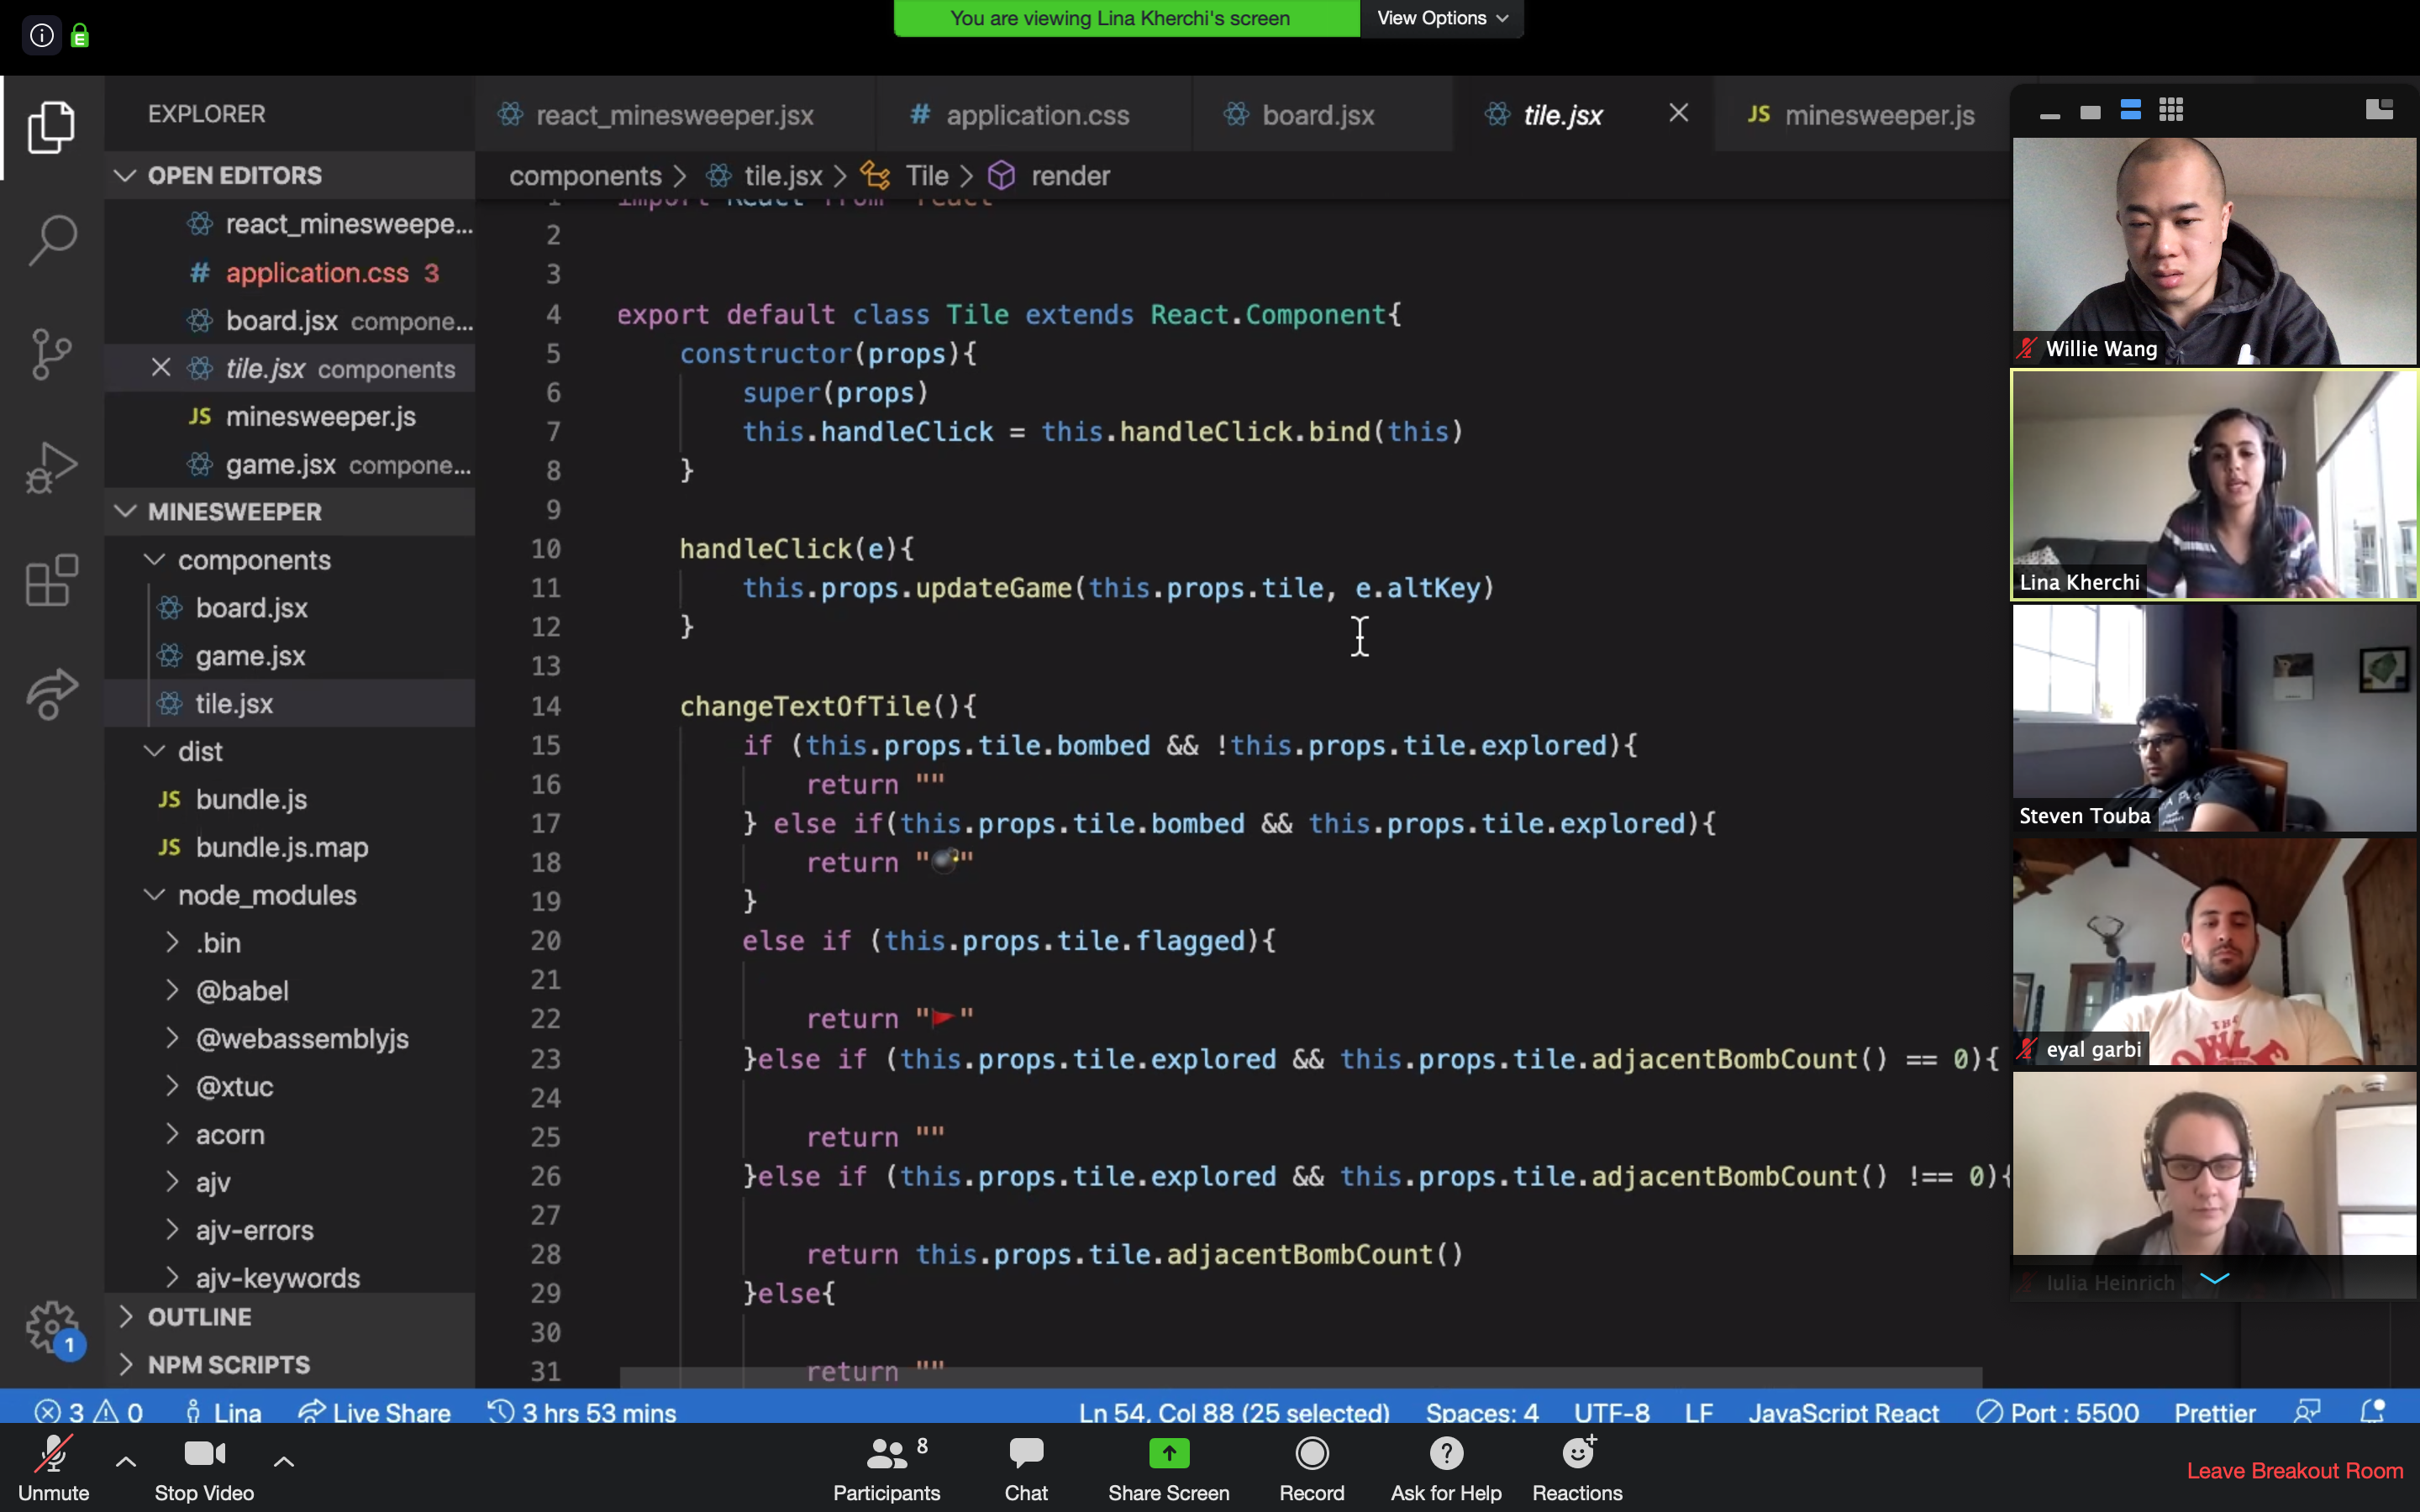 You are viewing Lina Kherchi's screen
View Options
EXPLORER
react_minesweeper.jsx
# application.css
board.jsx
tile.jsx
JS minesweeper.js
OPEN EDITORS
react_minesweepe...
# application.css 3
board.jsx compone...
tile.jsx components
JS minesweeper.js
game.jsx compone...
MINESWEEPER
components
board.jsx
game.jsx
tile.jsx
dist
JS bundle.js
JS bundle.js.map
node_modules
.bin
@babel
@webassemblyjs
@xtuc
acorn
ajv
ajv-errors
ajv-keywords
OUTLINE
NPM SCRIPTS
1
components > tile.jsx > Tile > render
1 import React from 'react'
2
3
4 export default class Tile extends React.Component{
5 constructor(props){
6 super(props)
7 this.handleClick = this.handleClick.bind(this)
8 }
9
10 handleClick(e){
11 this.props.updateGame(this.props.tile, e.altKey)
12 }
13
14 changeTextOfTile(){
15 if (this.props.tile.bombed && !this.props.tile.explored){
16 return ""
17 } else if(this.props.tile.bombed && this.props.tile.explored){
18 return "💣"
19 }
20 else if (this.props.tile.flagged){
21
22 return "🚩"
23 }else if (this.props.tile.explored && this.props.tile.adjacentBombCount() == 0){
24
25 return ""
26 }else if (this.props.tile.explored && this.props.tile.adjacentBombCount() !== 0){
27
28 return this.props.tile.adjacentBombCount()
29 }else{
30
31 return ""
Willie Wang
Lina Kherchi
Steven Touba
eyal garbi
Iulia Heinrich
3 0 Lina Live Share 3 hrs 53 mins Ln 54, Col 88 (25 selected) Spaces: 4 UTF-8 LF JavaScript React Port : 5500 Prettier
Unmute
Stop Video
Participants 8
Chat
Share Screen
Record
Ask for Help
Reactions
Leave Breakout Room